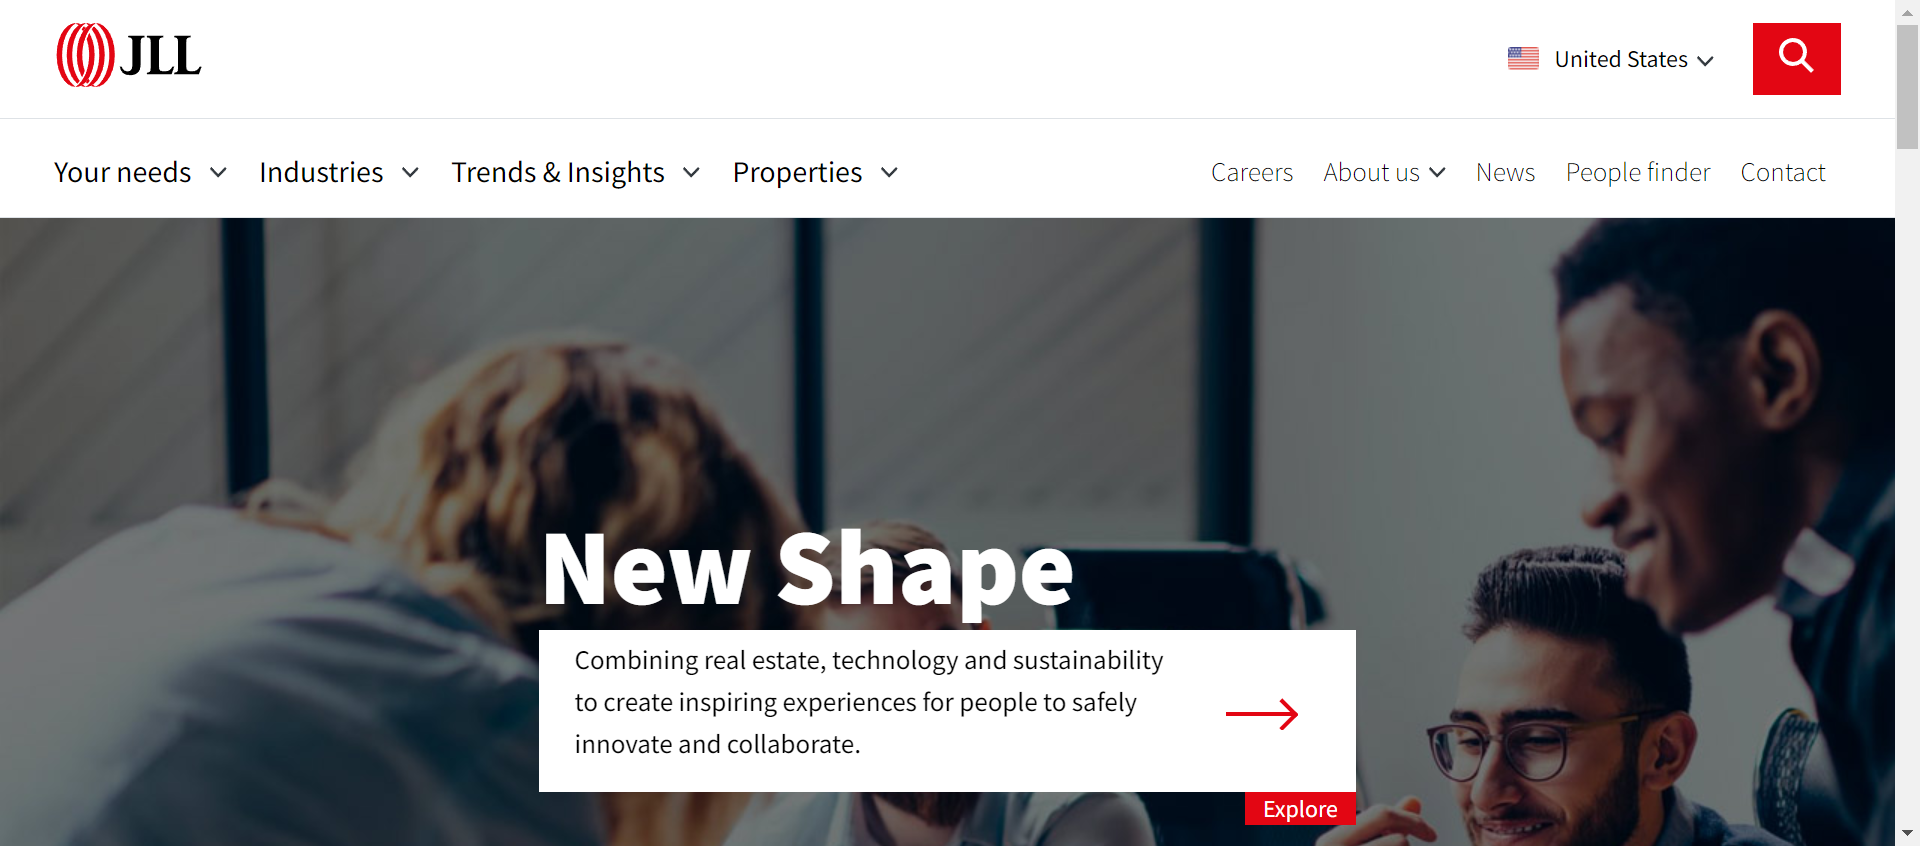 JLL
United States
Your needs
Industries
Trends & Insights
Properties
Careers
About us
News
People finder
Contact
New Shape
Combining real estate, technology and sustainability
to create inspiring experiences for people to safely
innovate and collaborate.
Explore